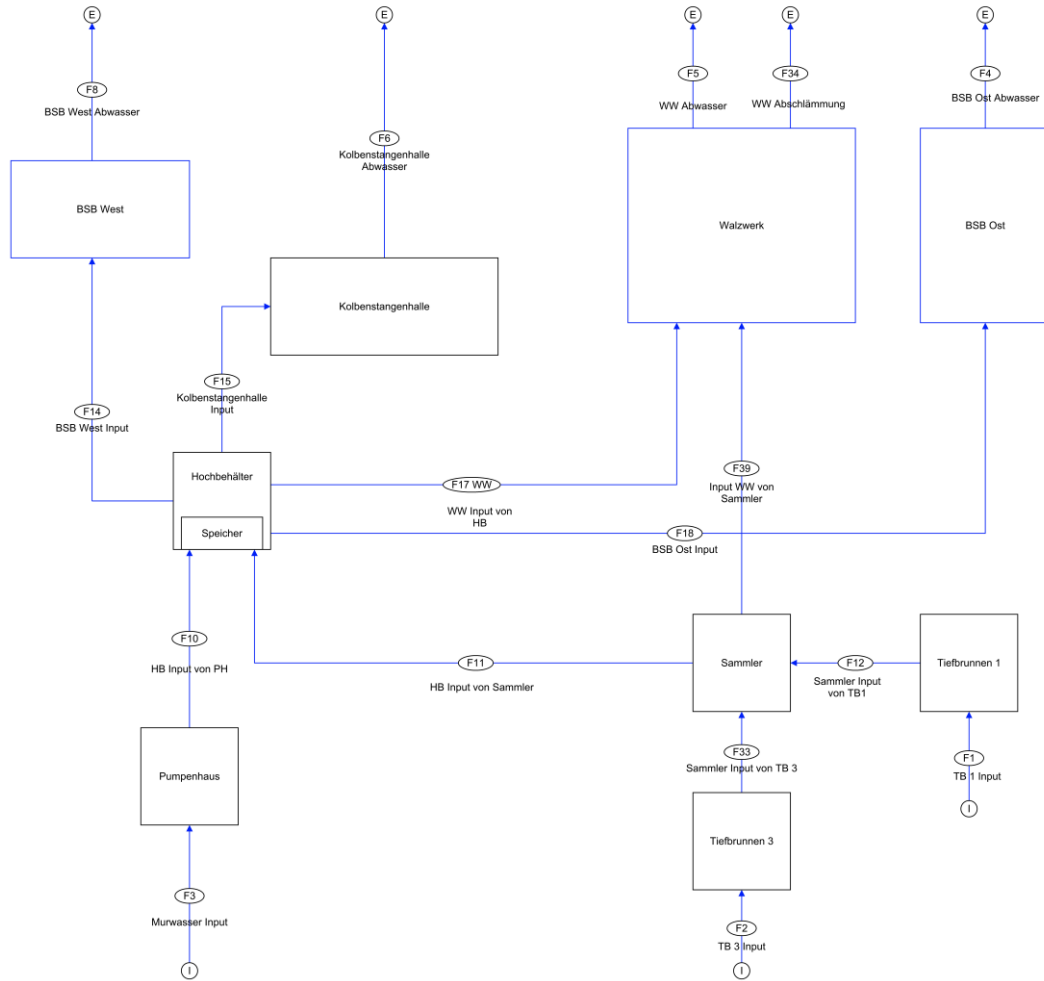 E
E
E
E
E
F8
BSB West Abwasser
F5
WW Abwasser
F34
WW Abschlämmung
F4
BSB Ost Abwasser
F6
Kolbenstangenhalle
Abwasser
BSB West
Walzwerk
BSB Ost
Kolbenstangenhalle
F15
Kolbenstangenhalle
Input
F14
BSB West Input
Hochbehälter
Speicher
F17 WW
WW Input von
HB
F39
Input WW von
Sammler
F18
BSB Ost Input
F10
HB Input von PH
F11
HB Input von Sammler
Sammler
F12
Sammler Input
von TB1
Tiefbrunnen 1
F33
Sammler Input von TB 3
F1
TB 1 Input
I
Pumpenhaus
Tiefbrunnen 3
F3
Murwasser Input
F2
TB 3 Input
I
I